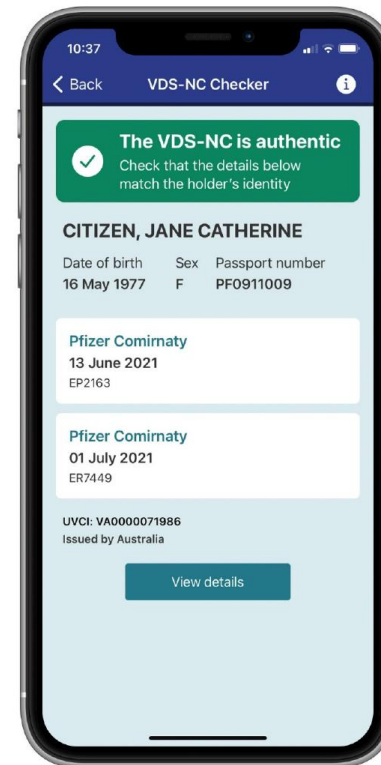 10:37
Back VDS-NC Checker i
The VDS-NC is authentic
Check that the details below
match the holder's identity
CITIZEN, JANE CATHERINE
Date of birth Sex Passport number
16 May 1977 F PF0911009
Pfizer Comirnaty
13 June 2021
EP2163
Pfizer Comirnaty
01 July 2021
ER7449
UVCI: VA0000071986
Issued by Australia
View details